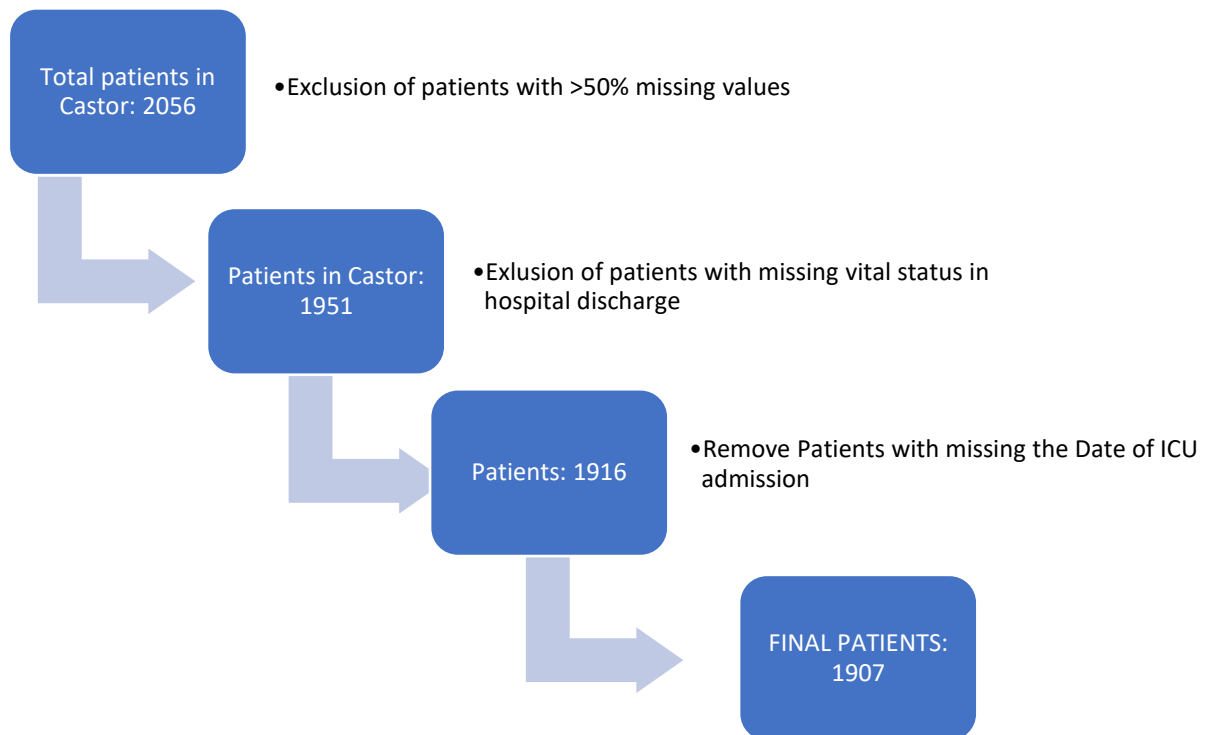 Total patients in
Castor: 2056
•Exclusion of patients with >50% missing values
Patients in Castor:
1951
•Exlusion of patients with missing vital status in
hospital discharge
Patients: 1916
•Remove Patients with missing the Date of ICU
admission
FINAL PATIENTS:
1907